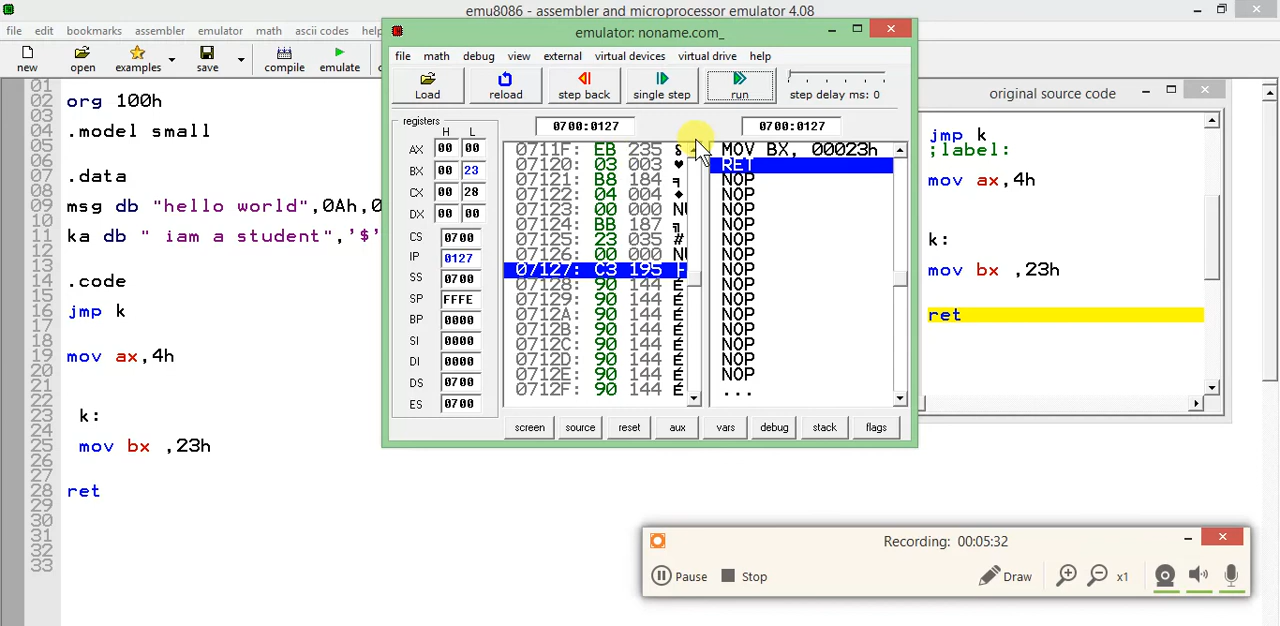 emu8086 - assembler and microprocessor emulator 4.08
file edit bookmarks assembler emulator math ascii codes help
new open examples save compile emulate
01
02 org 100h
03
04 .model small
05
06
07 .data
08
09 msg db "hello world",0Ah,0
10
11 ka db " iam a student",'$'
12
13
14 .code
15
16 jmp k
17
18
19 mov ax,4h
20
21
22
23 k:
24
25 mov bx ,23h
26
27
28 ret
29
30
31
32
33
emulator: noname.com_
file math debug view external virtual devices virtual drive help
Load reload step back single step run step delay ms: 0
registers
H L
AX 00 00
BX 00 23
CX 00 28
DX 00 00
CS 0700
IP 0127
SS 0700
SP FFFE
BP 0000
SI 0000
DI 0000
DS 0700
ES 0700
0700:0127
0711F: EB 235
07120: 03 003 ♥
07121: B8 184 ╕
07122: 04 004 ♦
07123: 00 000
07124: BB 187 ╗
07125: 23 035 #
07126: 00 000
07127: C3 195 ├
07128: 90 144 É
07129: 90 144 É
0712A: 90 144 É
0712B: 90 144 É
0712C: 90 144 É
0712D: 90 144 É
0712E: 90 144 É
0712F: 90 144 É
0700:0127
MOV BX, 00023h
RET
NOP
NOP
NOP
NOP
NOP
NOP
NOP
NOP
NOP
NOP
NOP
NOP
NOP
NOP
...
screen source reset aux vars debug stack flags
original source code
jmp k
;label:
mov ax,4h
k:
mov bx ,23h
ret
Recording: 00:05:32
Pause Stop Draw x1